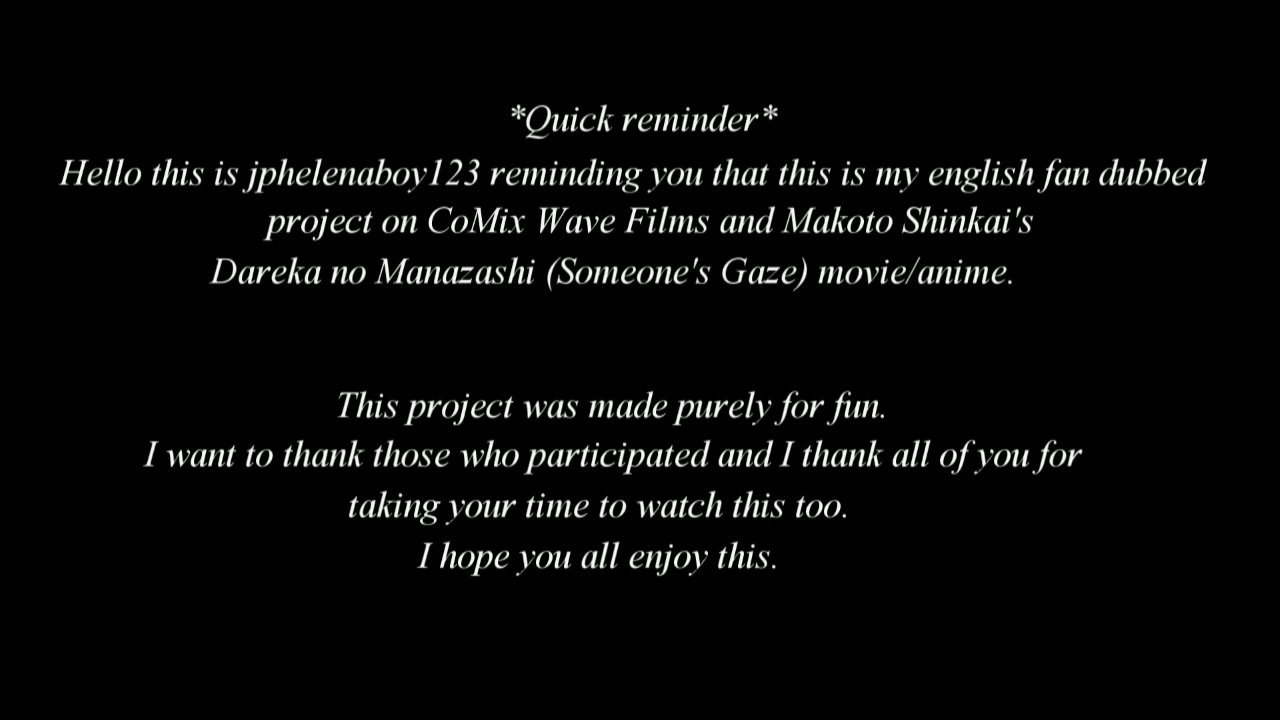 *Quick reminder*
Hello this is jphelenaboy123 reminding you that this is my english fan dubbed
project on CoMix Wave Films and Makoto Shinkai's
Dareka no Manazashi (Someone's Gaze) movie/anime.
This project was made purely for fun.
I want to thank those who participated and I thank all of you for
taking your time to watch this too.
I hope you all enjoy this.